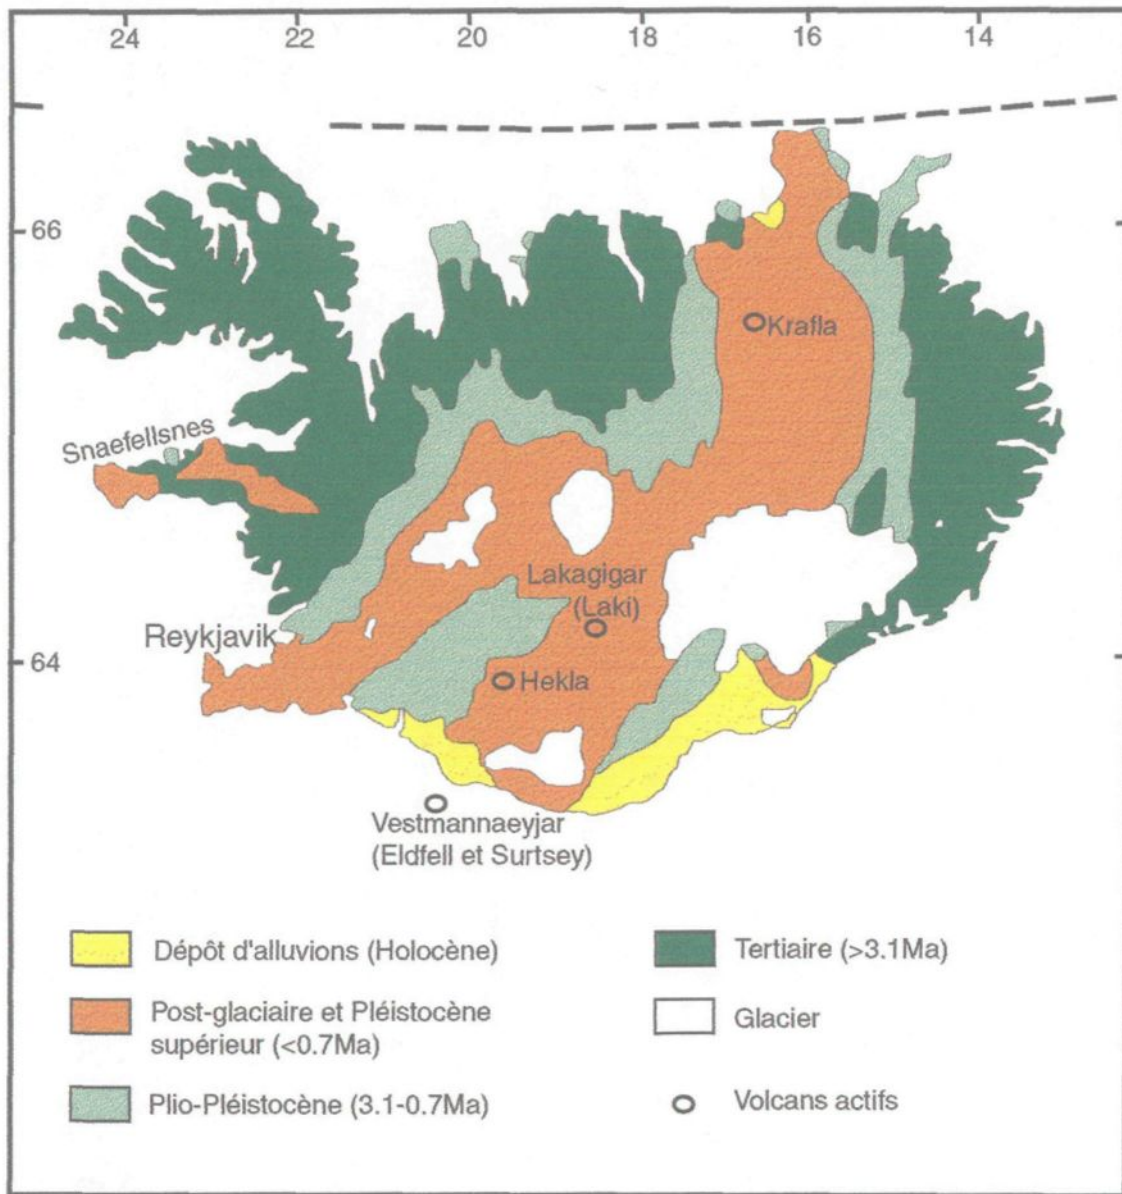 24 22 20 18 16 14
66
Krafla
Snaefellsnes
Lakagigar
(Laki)
Reykjavik
64
Hekla
Vestmannaeyjar
(Eldfell et Surtsey)
Dépôt d'alluvions (Holocène)
Post-glaciaire et Pléistocène
supérieur (<0.7Ma)
Plio-Pléistocène (3.1-0.7Ma)
Tertiaire (>3.1Ma)
Glacier
Volcans actifs